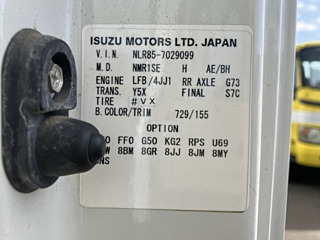 ISUZU MOTORS LTD. JAPAN
V.I.N. NLR85-7029099
M.D. NMR1SE H AE/BH
ENGINE LFB/4JJ1 RR AXLE G73
TRANS. Y5X FINAL S7C
TIRE #VX
B.COLOR/TRIM 729/155
OPTION
FF0 G50 KG2 RPS U69
8BM 8GR 8JJ 8JM 8MY